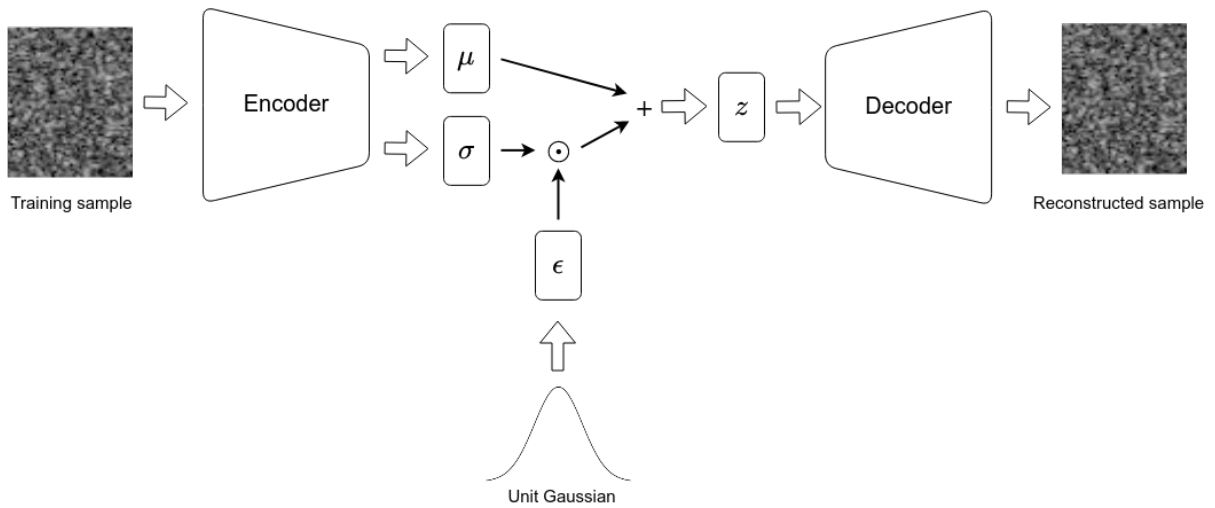 Encoder
μ
σ
⊙
+
z
Decoder
Training sample
Reconstructed sample
ϵ
Unit Gaussian